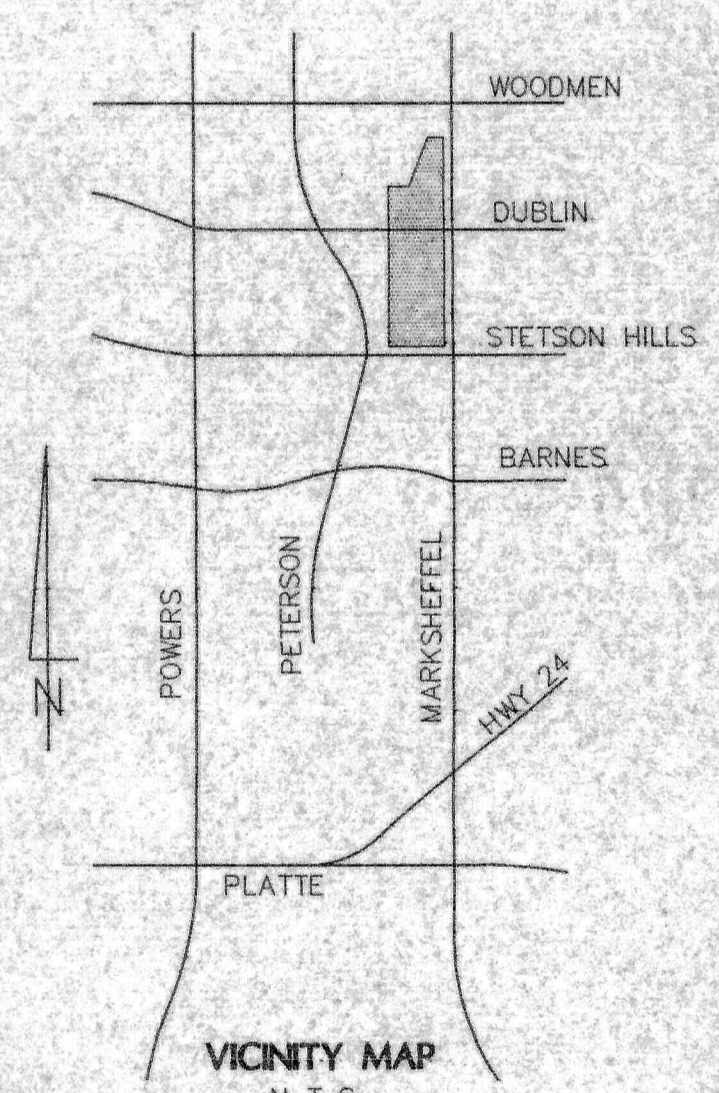 WOODMEN
DUBLIN
STETSON HILLS
BARNES
POWERS
PETERSON
MARKSHEFFEL
HWY 24
N
PLATTE
VICINITY MAP